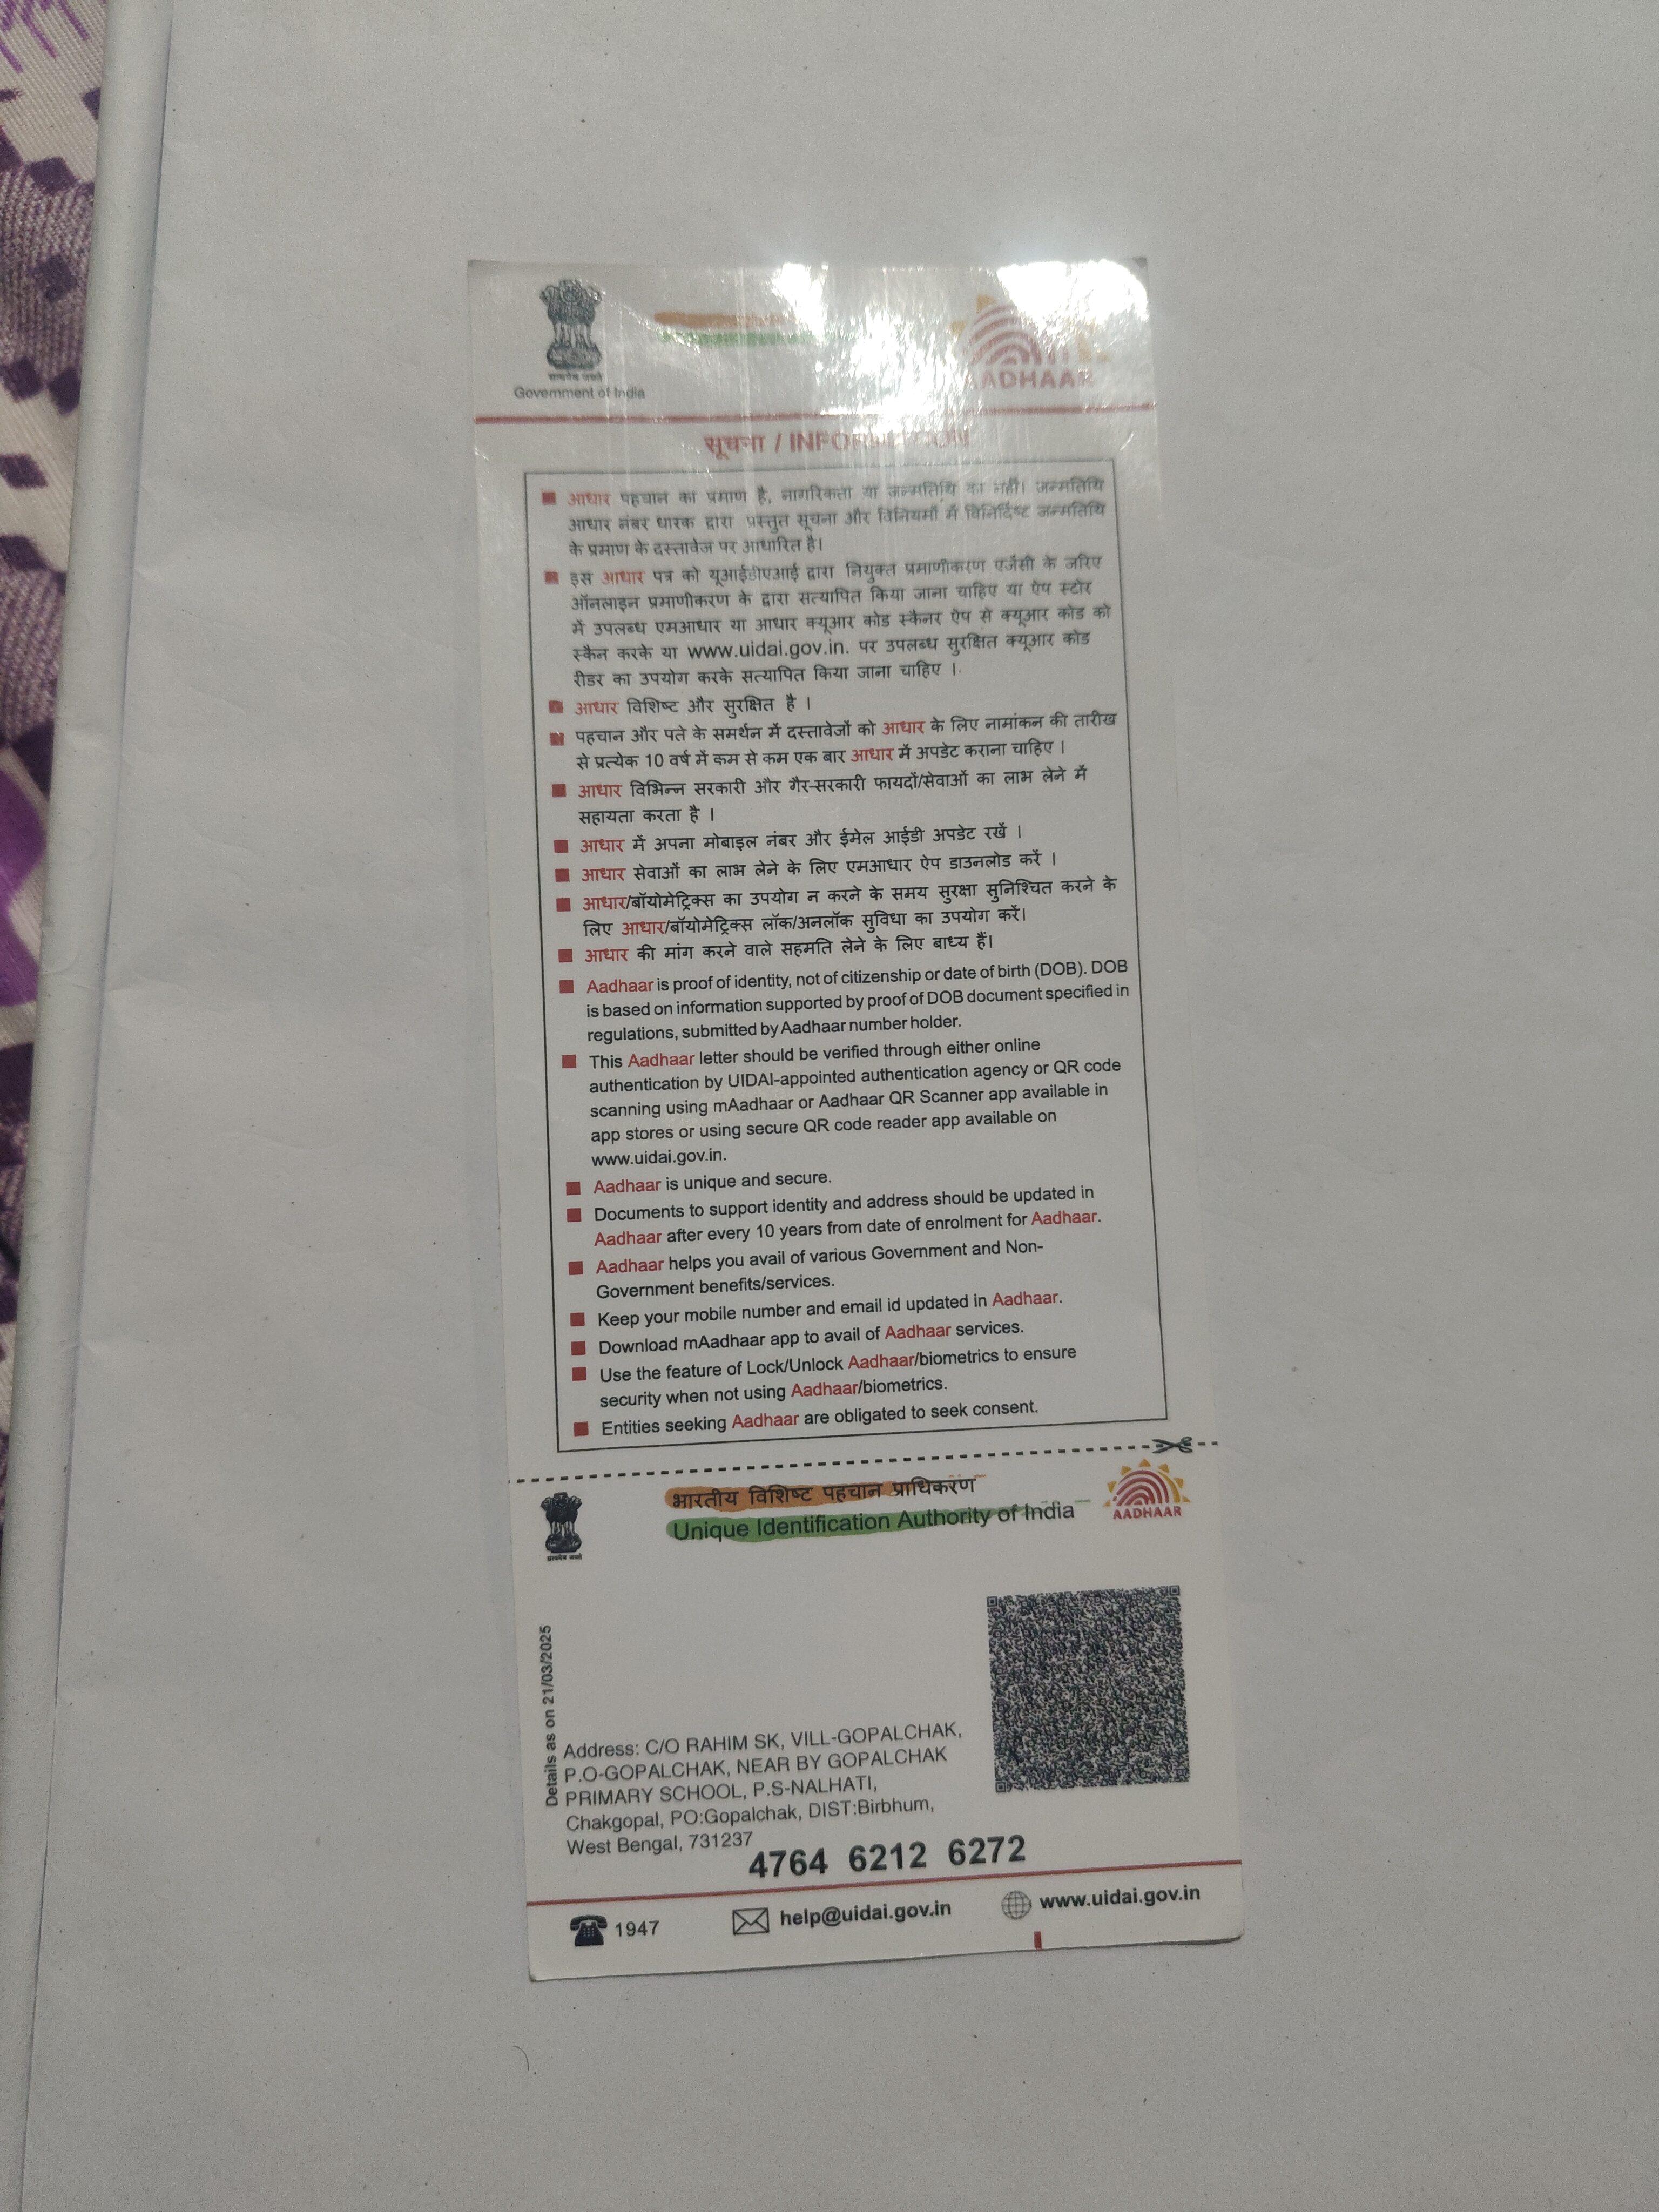 सत्यमेव जयते
Government of India
AADHAAR
सूचना / INFORMATION
आधार पहचान का प्रमाण है, नागरिकता या जन्मतिथि का नहीं। जन्मतिथि
आधार नंबर धारक द्वारा प्रस्तुत सूचना और विनियमों में विनिर्दिष्ट जन्मतिथि
के प्रमाण के दस्तावेज पर आधारित है।
इस आधार पत्र को यूआईडीएआई द्वारा नियुक्त प्रमाणीकरण एजेंसी के जरिए
ऑनलाइन प्रमाणीकरण के द्वारा सत्यापित किया जाना चाहिए या ऐप स्टोर
में उपलब्ध एमआधार या आधार क्यूआर कोड स्कैनर ऐप से क्यूआर कोड को
स्कैन करके या www.uidai.gov.in. पर उपलब्ध सुरक्षित क्यूआर कोड
रीडर का उपयोग करके सत्यापित किया जाना चाहिए ।
आधार विशिष्ट और सुरक्षित है ।
पहचान और पते के समर्थन में दस्तावेजों को आधार के लिए नामांकन की तारीख
से प्रत्येक 10 वर्ष में कम से कम एक बार आधार में अपडेट कराना चाहिए ।
आधार विभिन्न सरकारी और गैर-सरकारी फायदों/सेवाओं का लाभ लेने में
सहायता करता है ।
आधार में अपना मोबाइल नंबर और ईमेल आईडी अपडेट रखें ।
आधार सेवाओं का लाभ लेने के लिए एमआधार ऐप डाउनलोड करें ।
आधार/बॉयोमेट्रिक्स का उपयोग न करने के समय सुरक्षा सुनिश्चित करने के
लिए आधार/बॉयोमेट्रिक्स लॉक/अनलॉक सुविधा का उपयोग करें।
आधार की मांग करने वाले सहमति लेने के लिए बाध्य हैं।
Aadhaar is proof of identity, not of citizenship or date of birth (DOB). DOB
is based on information supported by proof of DOB document specified in
regulations, submitted by Aadhaar number holder.
This Aadhaar letter should be verified through either online
authentication by UIDAI-appointed authentication agency or QR code
scanning using mAadhaar or Aadhaar QR Scanner app available in
app stores or using secure QR code reader app available on
www.uidai.gov.in.
Aadhaar is unique and secure.
Documents to support identity and address should be updated in
Aadhaar after every 10 years from date of enrolment for Aadhaar.
Aadhaar helps you avail of various Government and Non-
Government benefits/services.
Keep your mobile number and email id updated in Aadhaar.
Download mAadhaar app to avail of Aadhaar services.
Use the feature of Lock/Unlock Aadhaar/biometrics to ensure
security when not using Aadhaar/biometrics.
Entities seeking Aadhaar are obligated to seek consent.
सत्यमेव जयते
भारतीय विशिष्ट पहचान प्राधिकरण
Unique Identification Authority of India
AADHAAR
Details as on 21/03/2025
Address: C/O RAHIM SK, VILL-GOPALCHAK,
P.O-GOPALCHAK, NEAR BY GOPALCHAK
PRIMARY SCHOOL, P.S-NALHATI,
Chakgopal, PO:Gopalchak, DIST:Birbhum,
West Bengal, 731237
4764 6212 6272
1947
help@uidai.gov.in
www.uidai.gov.in